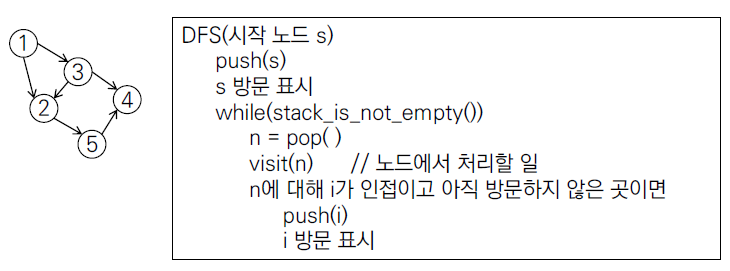 1
3
2
4
5
DFS(시작 노드 s)
push(s)
s 방문 표시
while(stack_is_not_empty())
n = pop( )
visit(n) // 노드에서 처리할 일
n에 대해 i가 인접이고 아직 방문하지 않은 곳이면
push(i)
i 방문 표시